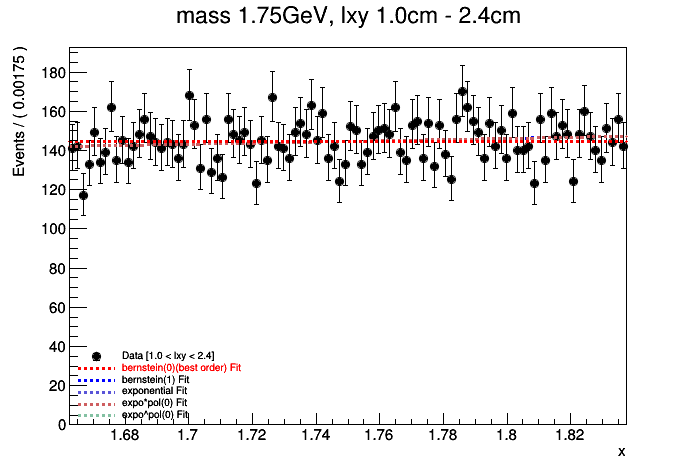 mass 1.75GeV, lxy 1.0cm - 2.4cm
Events / ( 0.00175 )
180
160
140
120
100
80
60
40
20
0
Data [1.0 < lxy < 2.4]
bernstein(0)(best order) Fit
bernstein(1) Fit
exponential Fit
expo*pol(0) Fit
expo^pol(0) Fit
1.68 1.7 1.72 1.74 1.76 1.78 1.8 1.82
x